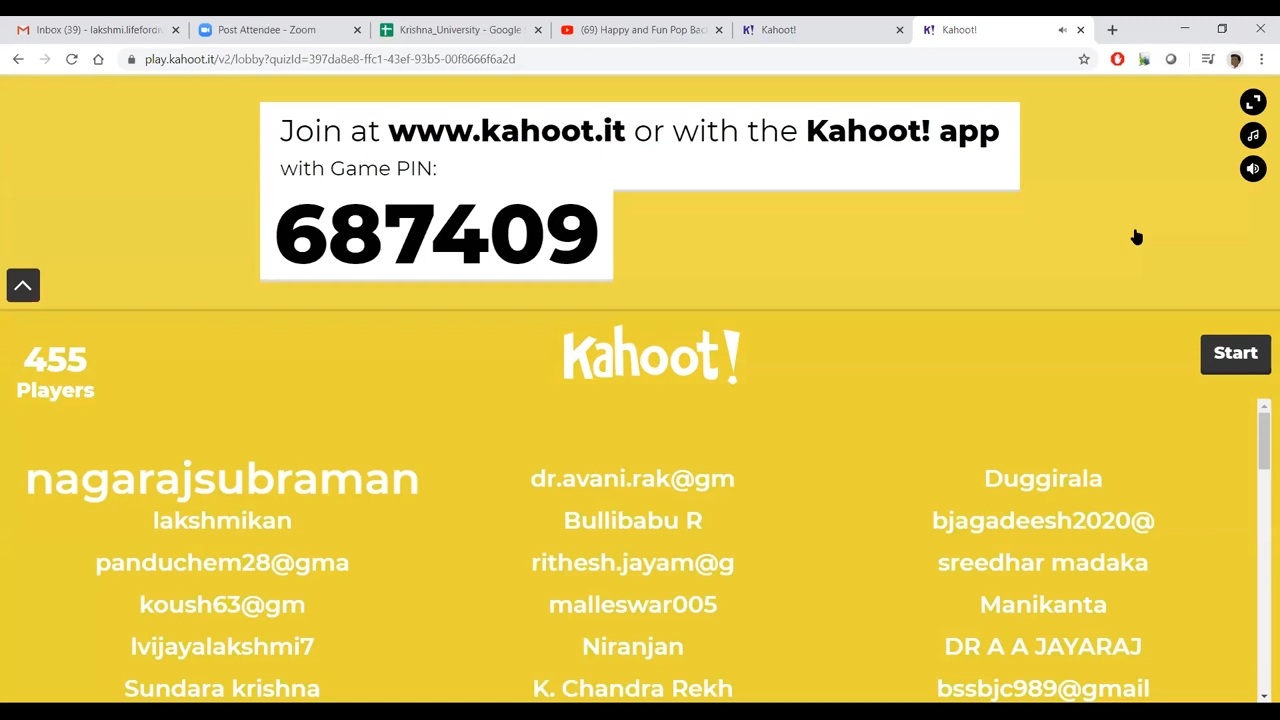 Inbox (39) - lakshmi.lifeford
Post Attendee - Zoom
Krishna_University - Google
(69) Happy and Fun Pop Bac
Kahoot!
Kahoot!
play.kahoot.it/v2/lobby?quizId=397da8e8-ffc1-43ef-93b5-00f8666f6a2d
Join at www.kahoot.it or with the Kahoot! app
with Game PIN:
687409
455
Players
Kahoot!
Start
nagarajsubraman
dr.avani.rak@gm
Duggirala
lakshmikan
Bullibabu R
bjagadeesh2020@
panduchem28@gma
rithesh.jayam@g
sreedhar madaka
koush63@gm
malleswar005
Manikanta
lvijayalakshmi7
Niranjan
DR A A JAYARAJ
Sundara krishna
K. Chandra Rekh
bssbjc989@gmail